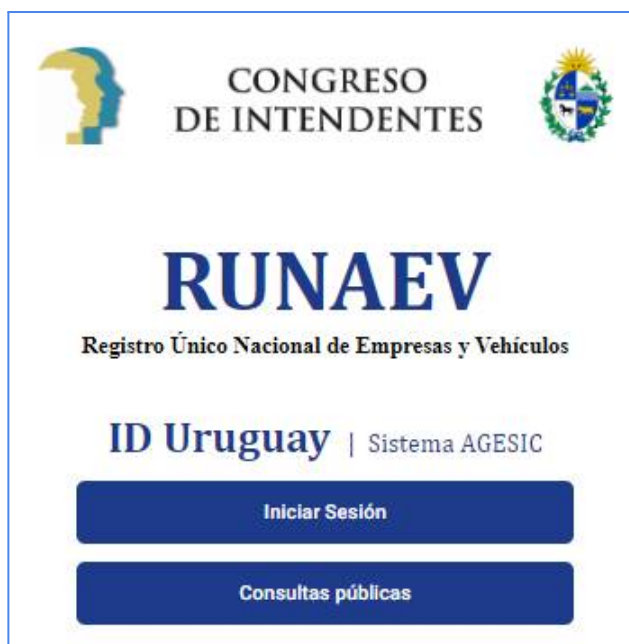 CONGRESO
DE INTENDENTES
RUNAEV
Registro Único Nacional de Empresas y Vehículos
ID Uruguay | Sistema AGESIC
Iniciar Sesión
Consultas públicas